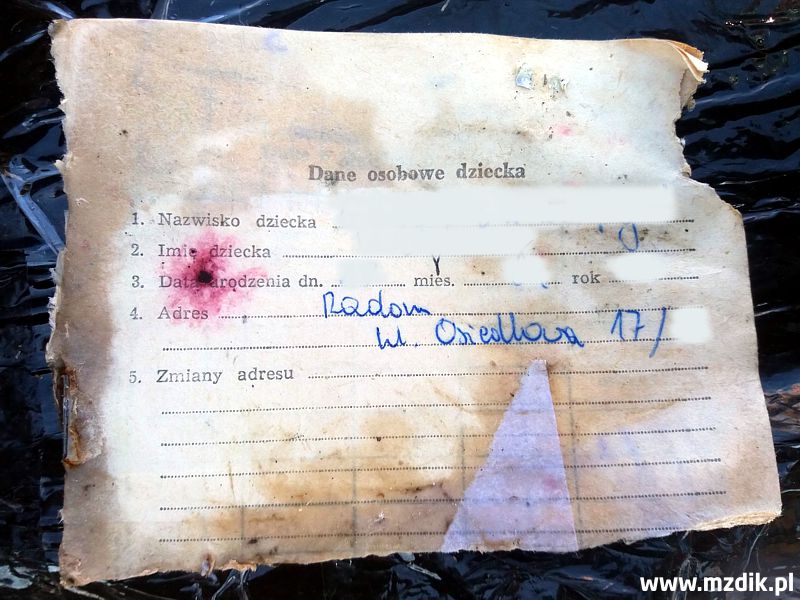 Dane osobowe dziecka
1. Nazwisko dziecka
2. Imię dziecka
3. Data urodzenia dn. mies. rok
4. Adres Radom
ul. Osiedlowa 17/
5. Zmiany adresu
www.mzdik.pl